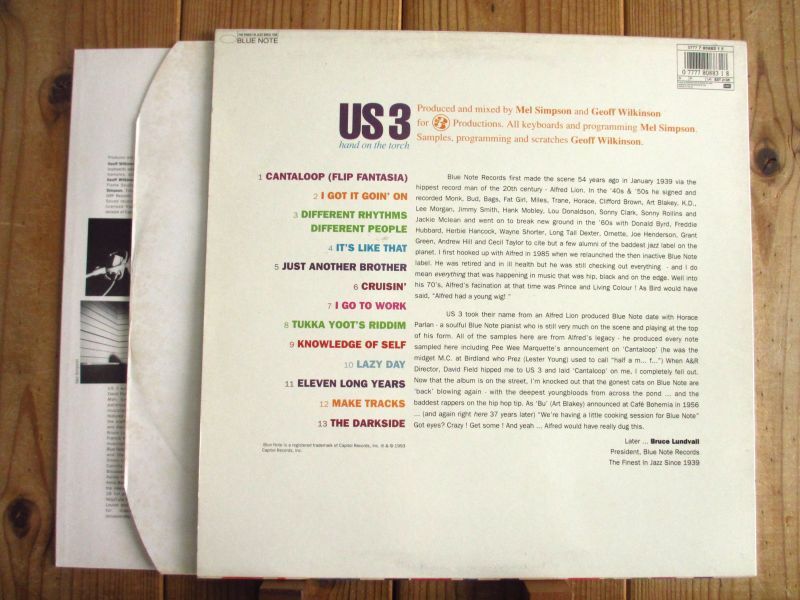 THE FINEST IN JAZZ SINCE 1939
BLUE NOTE
0777 7 80883 1 8
0 7777 80883 1 8
US3
hand on the torch
Produced and mixed by Mel Simpson and Geoff Wilkinson
for Productions. All keyboards and programming Mel Simpson.
Samples, programming and scratches Geoff Wilkinson.
1 CANTALOOP (FLIP FANTASIA)
2 I GOT IT GOIN' ON
3 DIFFERENT RHYTHMS
DIFFERENT PEOPLE
4 IT'S LIKE THAT
5 JUST ANOTHER BROTHER
6 CRUISIN'
7 I GO TO WORK
8 TUKKA YOOT'S RIDDIM
9 KNOWLEDGE OF SELF
10 LAZY DAY
11 ELEVEN LONG YEARS
12 MAKE TRACKS
13 THE DARKSIDE
Blue Note is a registered trademark of Capitol Records, Inc. ℗ & © 1993
Capitol Records, Inc.
Blue Note Records first made the scene 54 years ago in January 1939 via the
hippest record man of the 20th century - Alfred Lion. In the '40s & '50s he signed and
recorded Monk, Bud, Bags, Fat Girl, Miles, Trane, Horace, Clifford Brown, Art Blakey, K.D.,
Lee Morgan, Jimmy Smith, Hank Mobley, Lou Donaldson, Sonny Clark, Sonny Rollins and
Jackie Mclean and went on to break new ground in the '60s with Donald Byrd, Freddie
Hubbard, Herbie Hancock, Wayne Shorter, Long Tall Dexter, Ornette, Joe Henderson, Grant
Green, Andrew Hill and Cecil Taylor to cite but a few alumni of the baddest jazz label on the
planet. I first hooked up with Alfred in 1985 when we relaunched the then inactive Blue Note
label. He was retired and in ill health but he was still checking out everything - and I do
mean everything that was happening in music that was hip, black and on the edge. Well into
his 70's, Alfred's facination at that time was Prince and Living Colour ! As Bird would have
said, "Alfred had a young wig! "
US 3 took their name from an Alfred Lion produced Blue Note date with Horace
Parlan - a soulful Blue Note pianist who is still very much on the scene and playing at the top
of his form. All of the samples here are from Alfred's legacy - he produced every note
sampled here including Pee Wee Marquette's announcement on 'Cantaloop' (he was the
midget M.C. at Birdland who Prez (Lester Young) used to call "half a m... f...") When A&R
Director, David Field hipped me to US 3 and laid 'Cantaloop' on me, I completely fell out.
Now that the album is on the street, I'm knocked out that the gonest cats on Blue Note are
'back' blowing again - with the deepest youngbloods from across the pond ... and the
baddest rappers on the hip hop tip. As 'Bu' (Art Blakey) announced at Café Bohemia in 1956
... (and again right here 37 years later) "We're having a little cooking session for Blue Note"
Got eyes? Crazy ! Get some ! And yeah ... Alfred would have really dug this.
Later ... Bruce Lundvall
President, Blue Note Records
The Finest In Jazz Since 1939